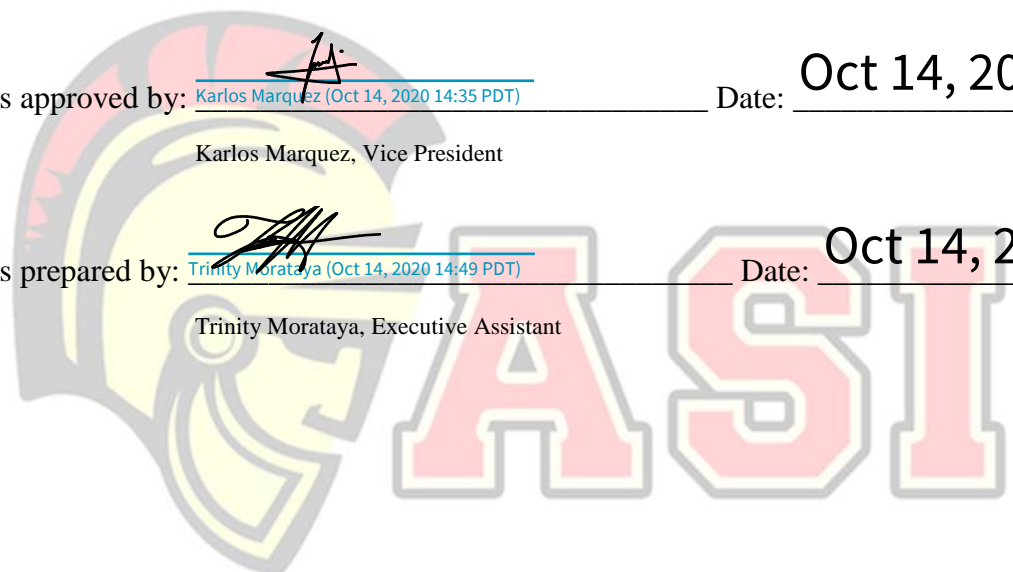 s approved by: Karlos Marquez (Oct 14, 2020 14:35 PDT) Date: Oct 14, 20
Karlos Marquez, Vice President
s prepared by: Trinity Morataya (Oct 14, 2020 14:49 PDT) Date: Oct 14, 2
Trinity Morataya, Executive Assistant
ASI